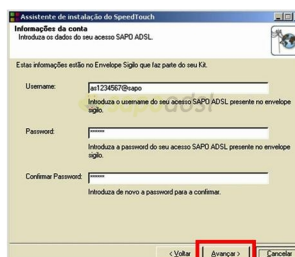 Assistente de instalação do SpeedTouch
Informações da conta
Introduza os dados do seu acesso SAPO ADSL.
Estas informações estão no Envelope Sigilo que faz parte do seu Kit.
Username:
as1234567@sapo
Introduza o username do seu acesso SAPO ADSL presente no envelope
sigilo.
Password:
******
Introduza a password do seu acesso SAPO ADSL presente no envelope
sigilo.
Confirmar Password:
******
Introduza de novo a password para a confirmar.
< Voltar
Avançar >
Cancelar